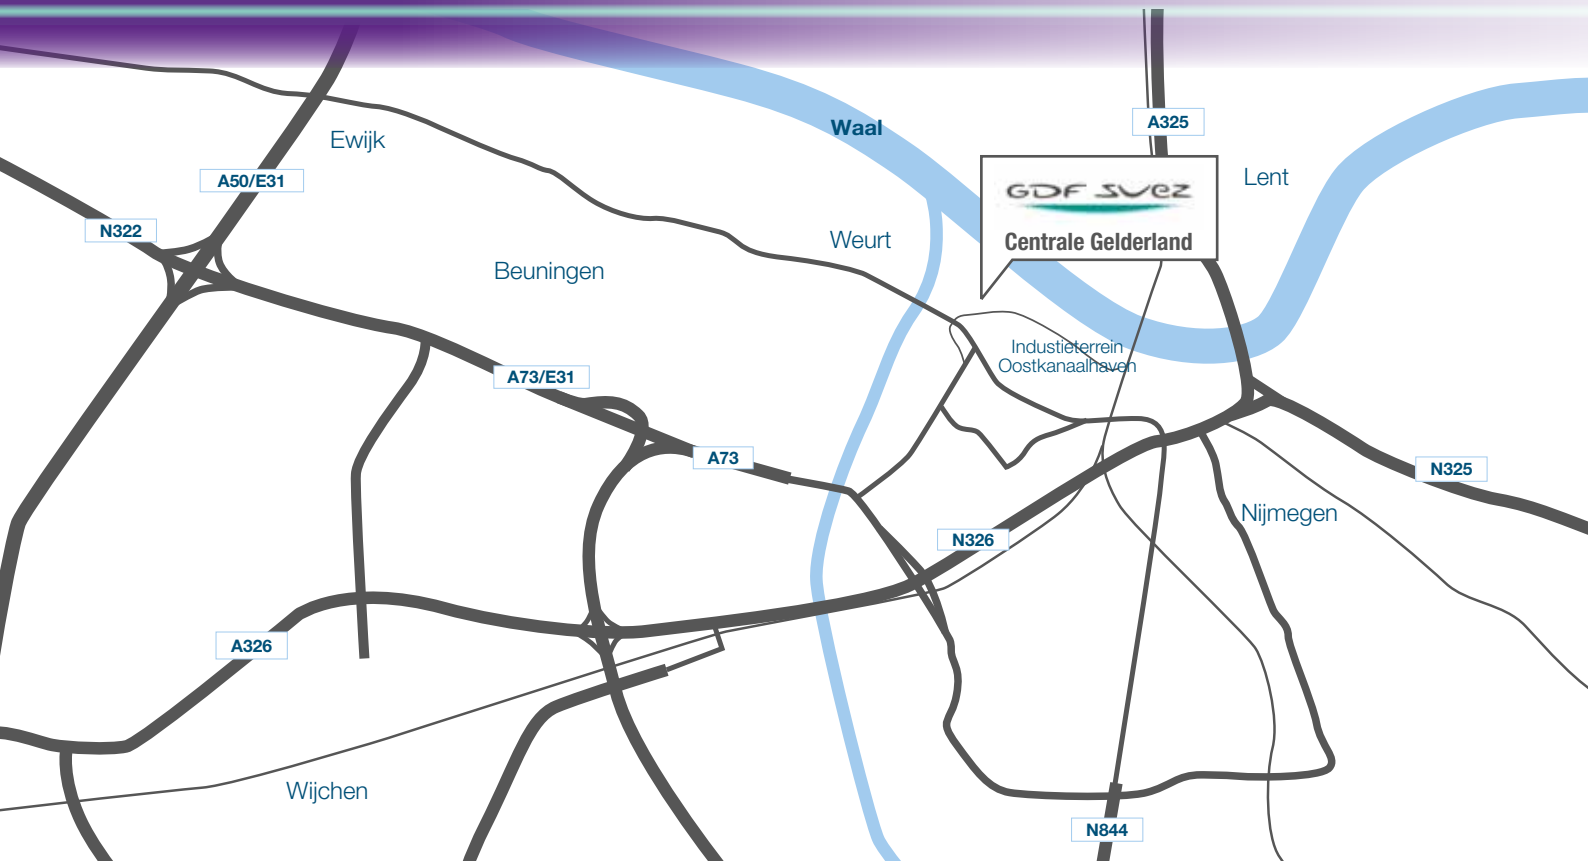 Waal
A325
Ewijk
Lent
A50/E31
GDF SUEZ
N322
Weurt
Centrale Gelderland
Beuningen
Industieterrein
Oostkanaalhaven
A73/E31
A73
N325
Nijmegen
N326
A326
Wijchen
N844